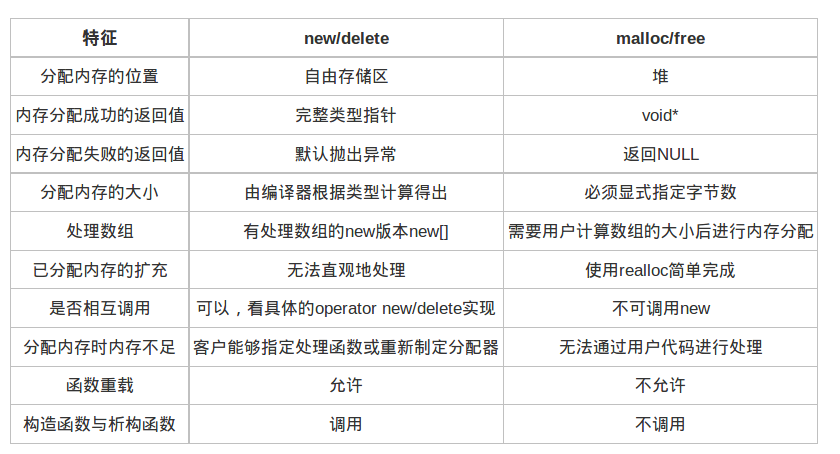 特征 new/delete malloc/free
分配内存的位置 自由存储区 堆
内存分配成功的返回值 完整类型指针 void*
内存分配失败的返回值 默认抛出异常 返回NULL
分配内存的大小 由编译器根据类型计算得出 必须显式指定字节数
处理数组 有处理数组的new版本new[] 需要用户计算数组的大小后进行内存分配
已分配内存的扩充 无法直观地处理 使用realloc简单完成
是否相互调用 可以，看具体的operator new/delete实现 不可调用new
分配内存时内存不足 客户能够指定处理函数或重新制定分配器 无法通过用户代码进行处理
函数重载 允许 不允许
构造函数与析构函数 调用 不调用